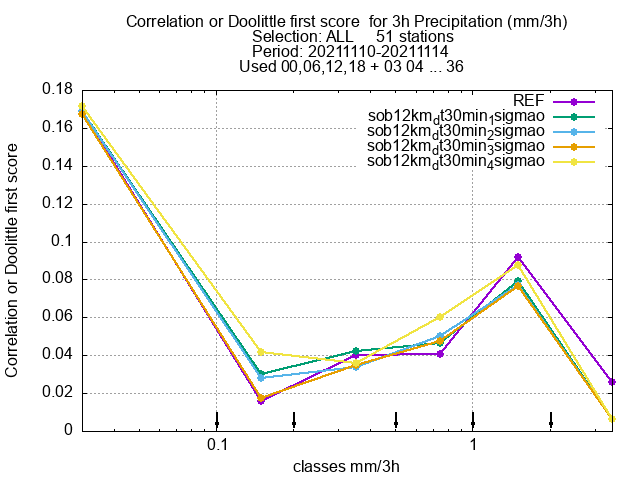 Correlation or Doolittle first score  for 3h Precipitation (mm/3h)
Selection: ALL     51 stations
Period: 20211110-20211114
Used 00,06,12,18 + 03 04 ... 36
REF
sob12km_dt30min_1sigmao
sob12km_dt30min_2sigmao
sob12km_dt30min_3sigmao
sob12km_dt30min_4sigmao
Correlation or Doolittle first score
0.18
0.16
0.14
0.12
0.1
0.08
0.06
0.04
0.02
0
0.1
1
classes mm/3h